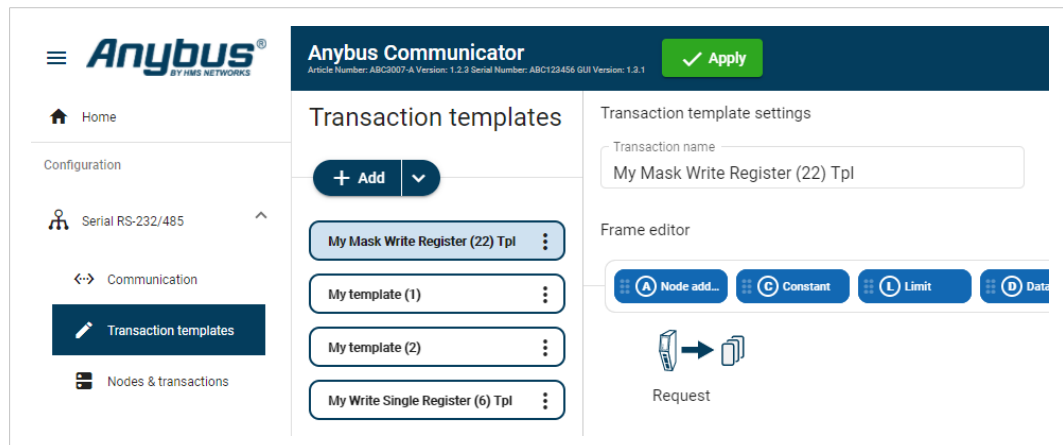 Anybus®
BY HMS NETWORKS
Home
Configuration
Serial RS-232/485
Communication
Transaction templates
Nodes & transactions
Anybus Communicator
Article Number: ABC3007-A Version: 1.2.3 Serial Number: ABC123456 GUI Version: 1.3.1
Apply
Transaction templates
Add
My Mask Write Register (22) Tpl
My template (1)
My template (2)
My Write Single Register (6) Tpl
Transaction template settings
Transaction name
My Mask Write Register (22) Tpl
Frame editor
A Node add...
C Constant
L Limit
D Data
Request